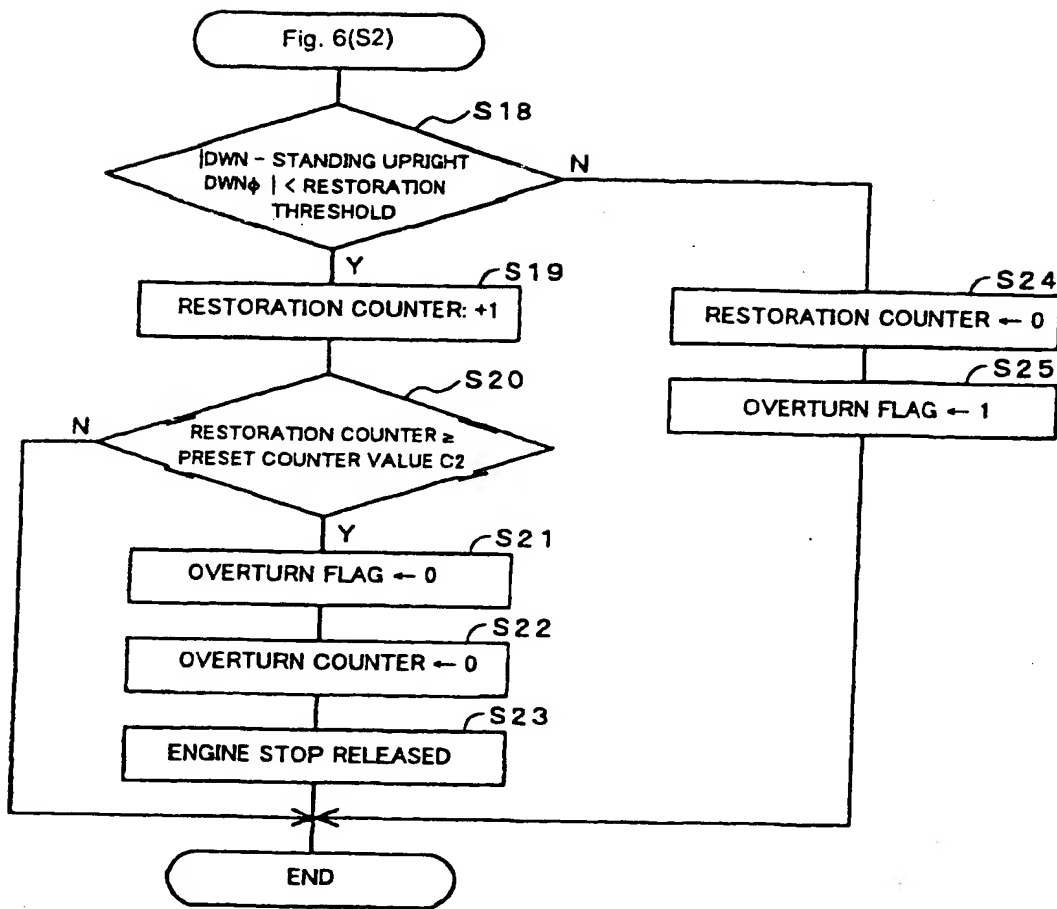 Fig. 6(S2)
S18
|DWN - STANDING UPRIGHT
DWNϕ | < RESTORATION
THRESHOLD
N
Y
S19
RESTORATION COUNTER: +1
S24
RESTORATION COUNTER ← 0
S25
OVERTURN FLAG ← 1
S20
N
RESTORATION COUNTER ≥
PRESET COUNTER VALUE C2
Y
S21
OVERTURN FLAG ← 0
S22
OVERTURN COUNTER ← 0
S23
ENGINE STOP RELEASED
END